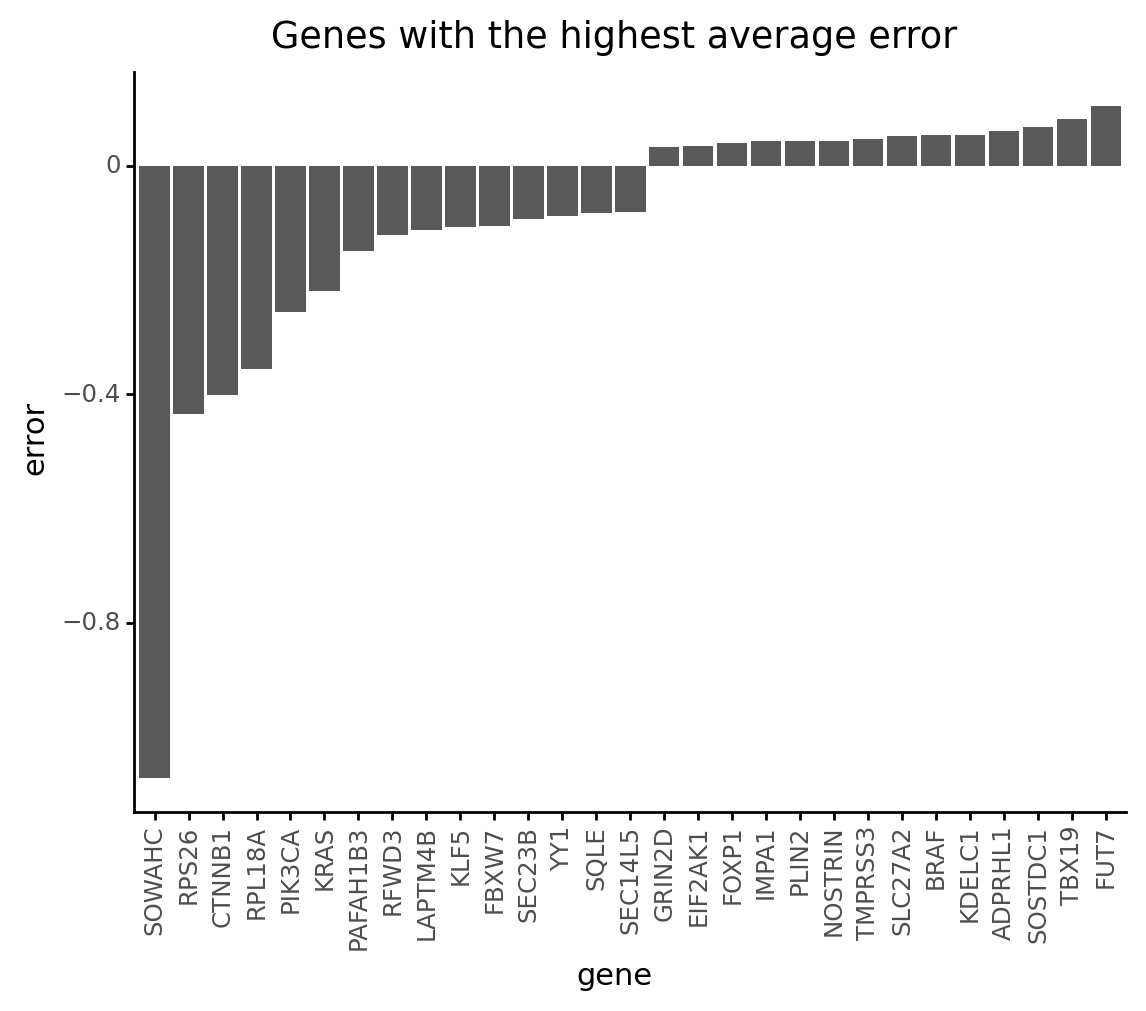 Genes with the highest average error
0
−0.4
−0.8
error
SOWAHC
RPS26
CTNNB1
RPL18A
PIK3CA
KRAS
PAFAH1B3
RFWD3
LAPTM4B
KLF5
FBXW7
SEC23B
YY1
SQLE
SEC14L5
GRIN2D
EIF2AK1
FOXP1
IMPA1
PLIN2
NOSTRIN
TMPRSS3
SLC27A2
BRAF
KDELC1
ADPRHL1
SOSTDC1
TBX19
FUT7
gene